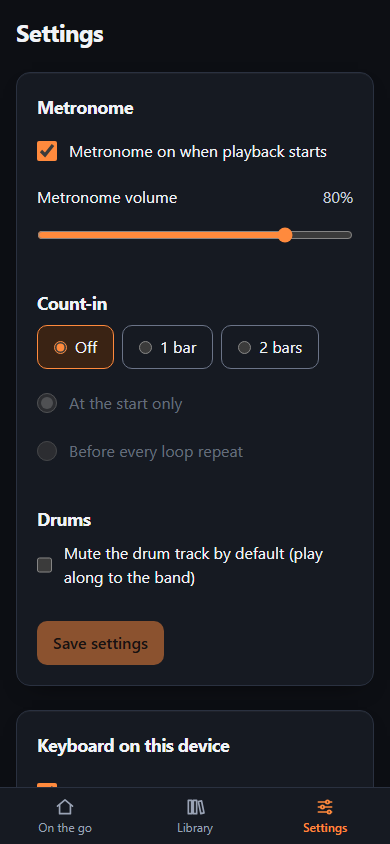 Settings
Metronome
Metronome on when playback starts
Metronome volume 80%
Count-in
Off 1 bar 2 bars
At the start only
Before every loop repeat
Drums
Mute the drum track by default (play
along to the band)
Save settings
Keyboard on this device
On the go Library Settings